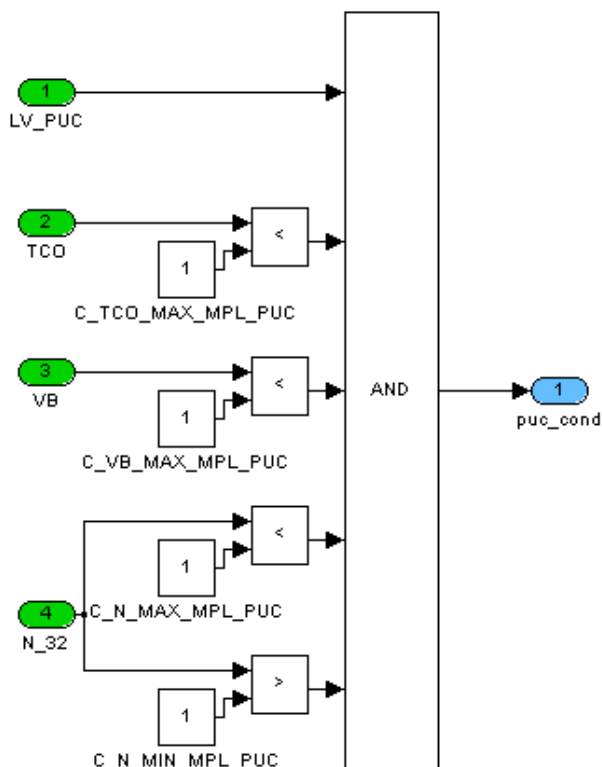 1
LV_PUC
2
TCO
<
1
C_TCO_MAX_MPL_PUC
3
VB
<
1
C_VB_MAX_MPL_PUC
AND
1
puc_cond
<
1
C_N_MAX_MPL_PUC
4
N_32
>
1
C_N_MIN_MPL_PUC